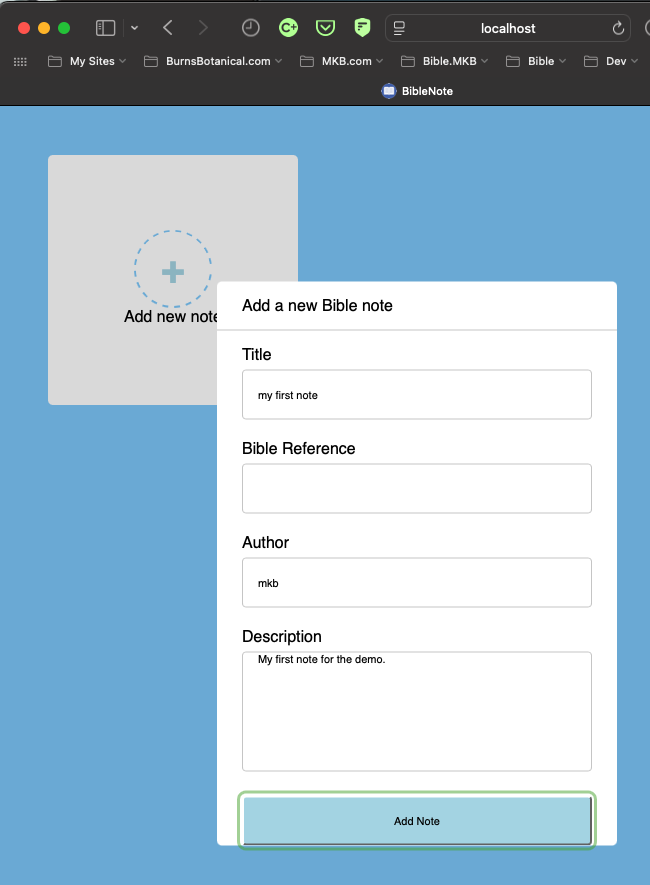 C+
localhost
My Sites
BurnsBotanical.com
MKB.com
Bible.MKB
Bible
Dev
BibleNote
Add new note
Add a new Bible note
Title
my first note
Bible Reference
Author
mkb
Description
My first note for the demo.
Add Note